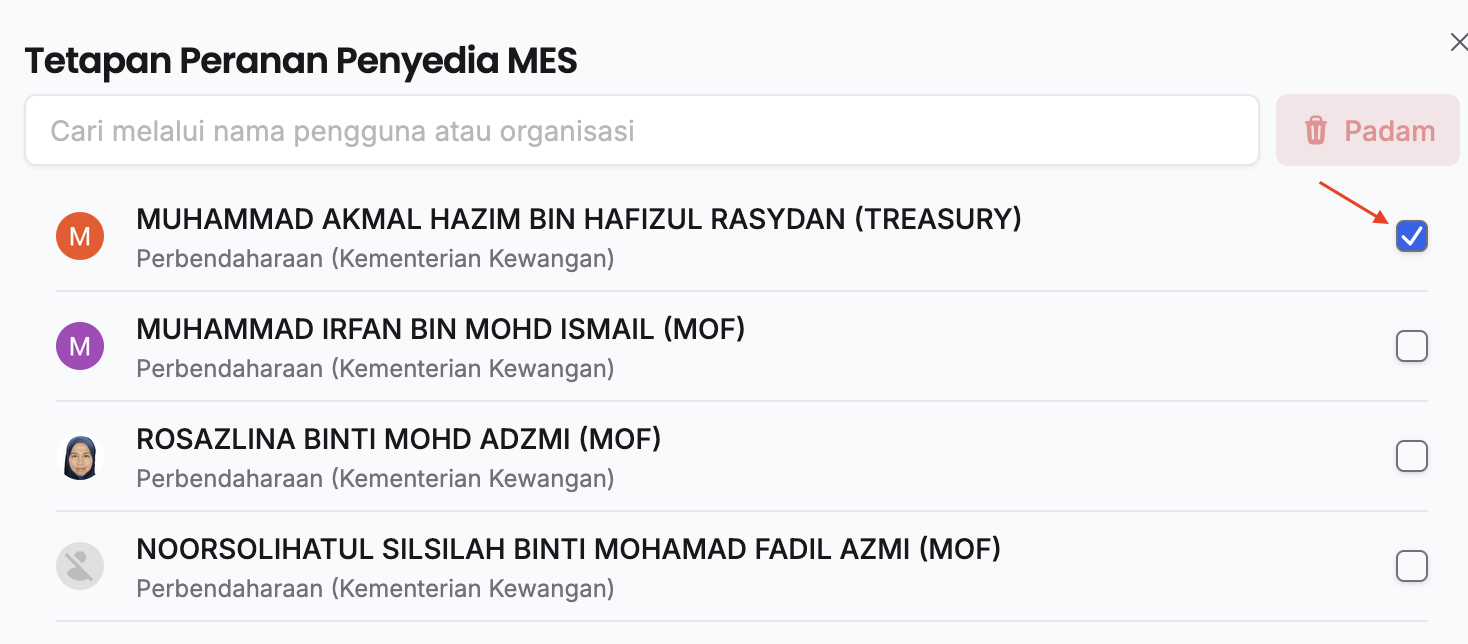 Tetapan Peranan Penyedia MES
Cari melalui nama pengguna atau organisasi
Padam
M
MUHAMMAD AKMAL HAZIM BIN HAFIZUL RASYDAN (TREASURY)
Perbendaharaan (Kementerian Kewangan)
M
MUHAMMAD IRFAN BIN MOHD ISMAIL (MOF)
Perbendaharaan (Kementerian Kewangan)
ROSAZLINA BINTI MOHD ADZMI (MOF)
Perbendaharaan (Kementerian Kewangan)
NOORSOLIHATUL SILSILAH BINTI MOHAMAD FADIL AZMI (MOF)
Perbendaharaan (Kementerian Kewangan)